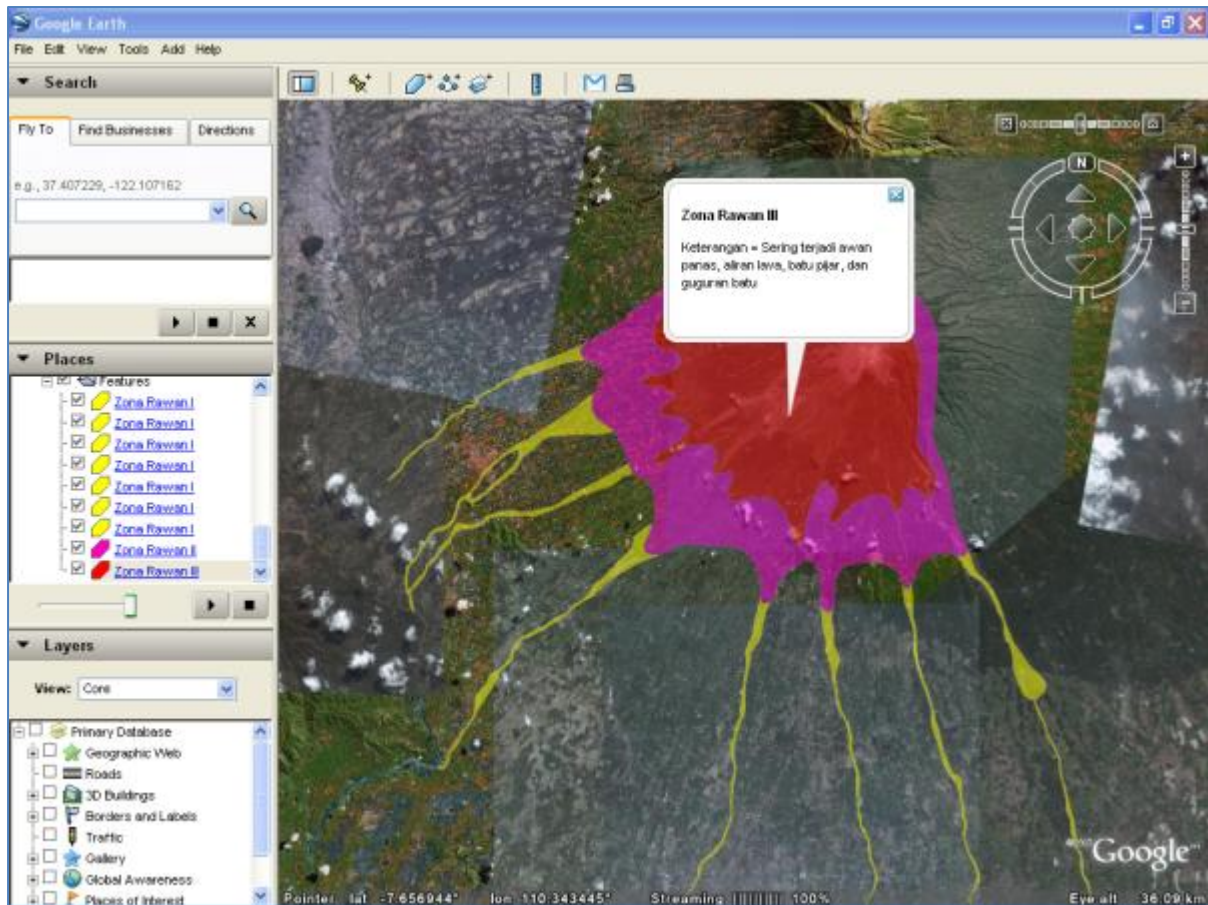 Google Earth
File Edit View Tools Add Help
Search
Fly To Find Businesses Directions
e.g., 37.407229, -122.107162
Places
Features
Zona Rawan I
Zona Rawan I
Zona Rawan I
Zona Rawan I
Zona Rawan I
Zona Rawan I
Zona Rawan I
Zona Rawan II
Zona Rawan III
Layers
View: Core
Primary Database
Geographic Web
Roads
3D Buildings
Borders and Labels
Traffic
Gallery
Global Awareness
Places of Interest
N
Zona Rawan III
Keterangan = Sering terjadi awan
panas, aliran lava, batu pijar, dan
guguran batu
Google
Pointer lat -7.656944° lon 110.343445° Streaming 100% Eye alt 36.09 km